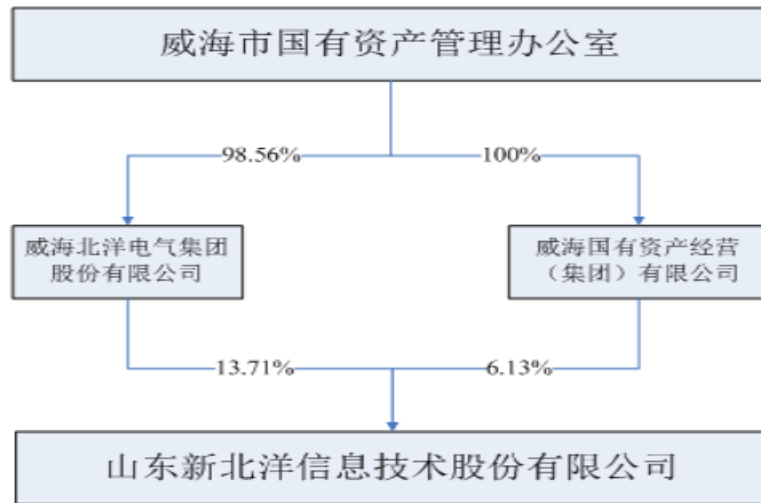 威海市国有资产管理办公室
98.56%
100%
威海北洋电气集团
股份有限公司
威海国有资产经营
（集团）有限公司
13.71%
6.13%
山东新北洋信息技术股份有限公司